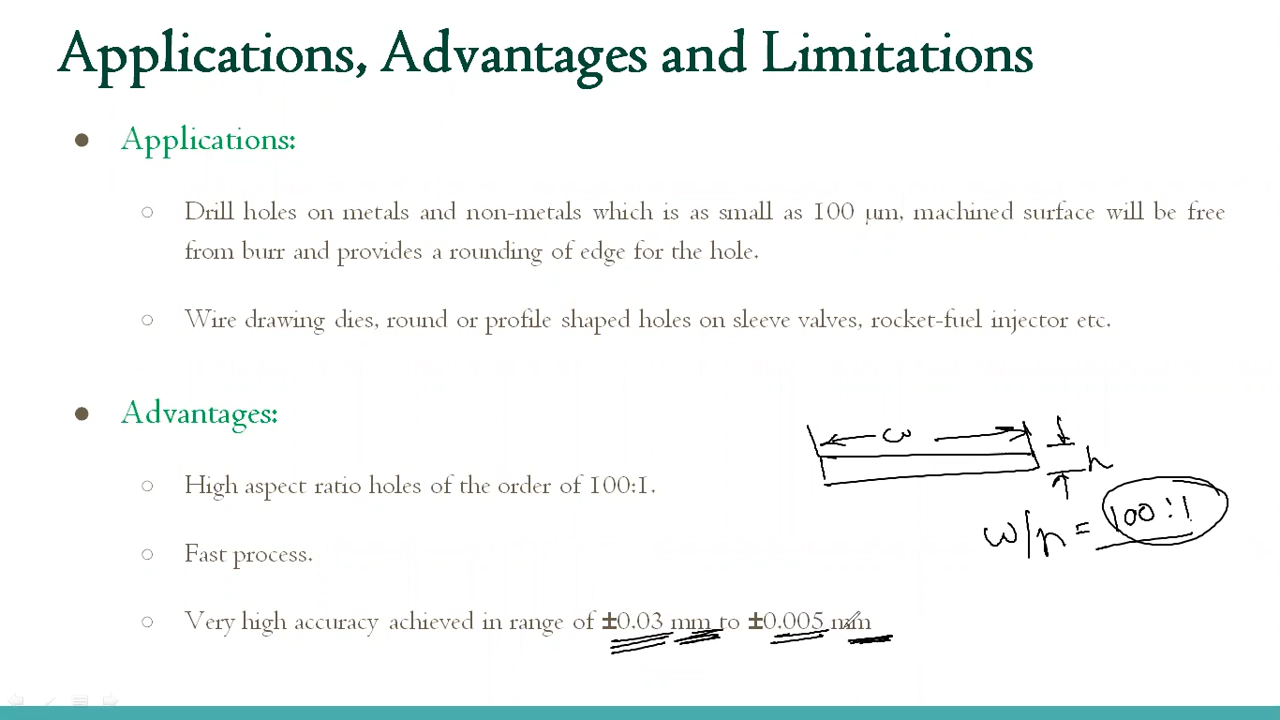 Applications, Advantages and Limitations
● Applications:
○ Drill holes on metals and non-metals which is as small as 100 µm, machined surface will be free
from burr and provides a rounding of edge for the hole.
○ Wire drawing dies, round or profile shaped holes on sleeve valves, rocket-fuel injector etc.
● Advantages:
○ High aspect ratio holes of the order of 100:1.
ω
h
ω/h = 100:1
○ Fast process.
○ Very high accuracy achieved in range of ±0.03 mm to ±0.005 mm